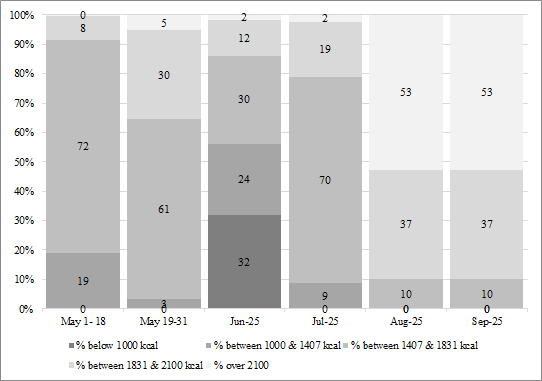 100% 0 5 2 2
90% 8 12
80% 30 19 53 53
70% 30
60% 72
50% 24 70
40% 61
30% 37 37
20% 32
10% 19 9 10 10
0% 0 3 0 0 0 0
May 1- 18 May 19-31 Jun-25 Jul-25 Aug-25 Sep-25
% below 1000 kcal % between 1000 & 1407 kcal % between 1407 & 1831 kcal
% between 1831 & 2100 kcal % over 2100